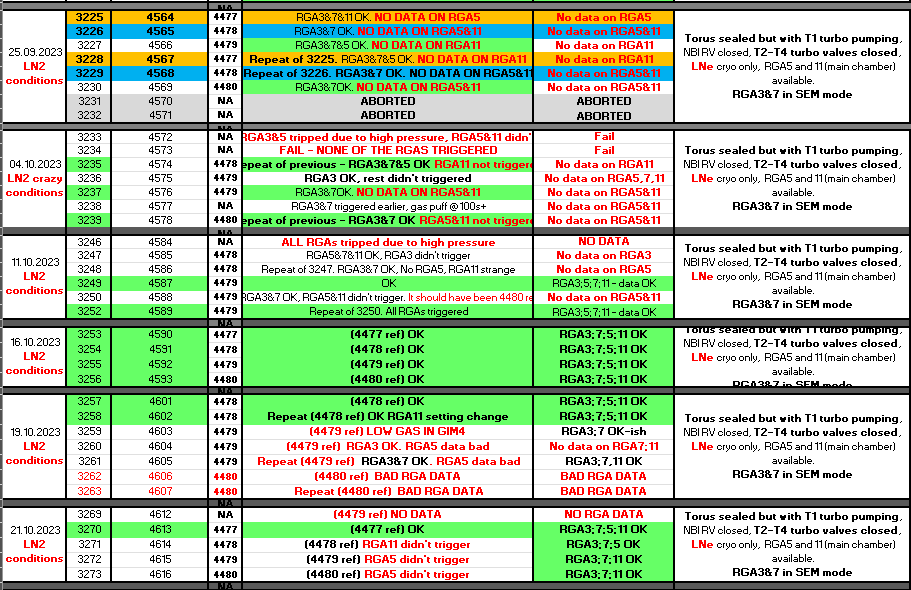 NA
25.09.2023
LN2
conditions
3225 4564 4477 RGA3&7&11 OK. NO DATA ON RGA5 No data on RGA5
3226 4565 4478 RGA3&7 OK. NO DATA ON RGA5&11 No data on RGA5&11
3227 4566 4479 RGA3&7&5 OK. NO DATA ON RGA11 No data on RGA11
3228 4567 4477 Repeat of 3225. RGA3&7&5 OK. NO DATA ON RGA11 No data on RGA11
3229 4568 4478 Repeat of 3226. RGA3&7 OK. NO DATA ON RGA5&11 No data on RGA5&11
3230 4569 4480 RGA3&7OK. NO DATA ON RGA5&11 No data on RGA5&11
3231 4570 NA ABORTED ABORTED
3232 4571 NA ABORTED ABORTED
Torus sealed but with T1 turbo pumping,
NBI RV closed, T2-T4 turbo valves closed,
LNe cryo only, RGA5 and 11(main chamber)
available.
RGA3&7 in SEM mode
NA
04.10.2023
LN2 crazy
conditions
3233 4572 NA RGA3&5 tripped due to high pressure, RGA5&11 didn' Fail
3234 4573 NA FAIL - NONE OF THE RGAS TRIGGERED Fail
3235 4574 4478 epeat of previous - RGA3&7&5 OK RGA11 not triggere No data on RGA11
3236 4575 4479 RGA3 OK, rest didn't triggered No data on RGA5,7,11
3237 4576 4479 RGA3&7OK. NO DATA ON RGA5&11 No data on RGA5&11
3238 4577 NA RGA3&7 triggered earlier, gas puff @100s+ No data on RGA5&11
3239 4578 4480 epeat of previous - RGA3&7 OK RGA5&11 not triggere No data on RGA5&11
Torus sealed but with T1 turbo pumping,
NBI RV closed, T2-T4 turbo valves closed,
LNe cryo only, RGA5 and 11(main chamber)
available.
RGA3&7 in SEM mode
NA
11.10.2023
LN2
conditions
3246 4584 NA ALL RGAs tripped due to high pressure NO DATA
3247 4585 4478 RGA5&7&11 OK, RGA3 didn't trigger No data on RGA3
3248 4586 4478 Repeat of 3247. RGA3&7 OK, No RGA5, RGA11 strange No data on RGA5
3249 4587 4479 OK RGA3;5;7;11 - data OK
3250 4588 4479 RGA3&7 OK, RGA5&11 didn't trigger. It should have been 4480 re No data on RGA5&11
3252 4589 4479 Repeat of 3250. All RGAs triggered RGA3;5;7;11 - data OK
Torus sealed but with T1 turbo pumping,
NBI RV closed, T2-T4 turbo valves closed,
LNe cryo only, RGA5 and 11(main chamber)
available.
RGA3&7 in SEM mode
NA
16.10.2023
LN2
conditions
3253 4590 4477 (4477 ref) OK RGA3;7;5;11 OK
3254 4591 4478 (4478 ref) OK RGA3;7;5;11 OK
3255 4592 4479 (4479 ref) OK RGA3;7;5;11 OK
3256 4593 4480 (4480 ref) OK RGA3;7;5;11 OK
Torus sealed but with T1 turbo pumping,
NBI RV closed, T2-T4 turbo valves closed,
LNe cryo only, RGA5 and 11(main chamber)
available.
RGA3&7 in SEM mode
NA
19.10.2023
LN2
conditions
3257 4601 4478 (4478 ref) OK RGA3;7;5;11 OK
3258 4602 4478 Repeat (4478 ref) OK RGA11 setting change RGA3;7;5;11 OK
3259 4603 4479 (4479 ref) LOW GAS IN GIM4 RGA3;7 OK-ish
3260 4604 4479 (4479 ref) RGA3 OK. RGA5 data bad No data on RGA7;11
3261 4605 4479 Repeat (4479 ref) RGA3&7 OK. RGA5 data bad RGA3;7,11 OK
3262 4606 4480 (4480 ref) BAD RGA DATA BAD RGA DATA
3263 4607 4480 Repeat (4480 ref) BAD RGA DATA BAD RGA DATA
Torus sealed but with T1 turbo pumping,
NBI RV closed, T2-T4 turbo valves closed,
LNe cryo only, RGA5 and 11(main chamber)
available.
RGA3&7 in SEM mode
NA
21.10.2023
LN2
conditions
3269 4612 NA (4479 ref) NO DATA NO RGA DATA
3270 4613 4477 (4477 ref) OK RGA3;7;5;11 OK
3271 4614 4478 (4478 ref) RGA11 didn't trigger RGA3;7;5 OK
3272 4615 4479 (4479 ref) RGA5 didn't trigger RGA3;7;11 OK
3273 4616 4480 (4480 ref) RGA5 didn't trigger RGA3;7;11 OK
Torus sealed but with T1 turbo pumping,
NBI RV closed, T2-T4 turbo valves closed,
LNe cryo only, RGA5 and 11(main chamber)
available.
RGA3&7 in SEM mode
NA